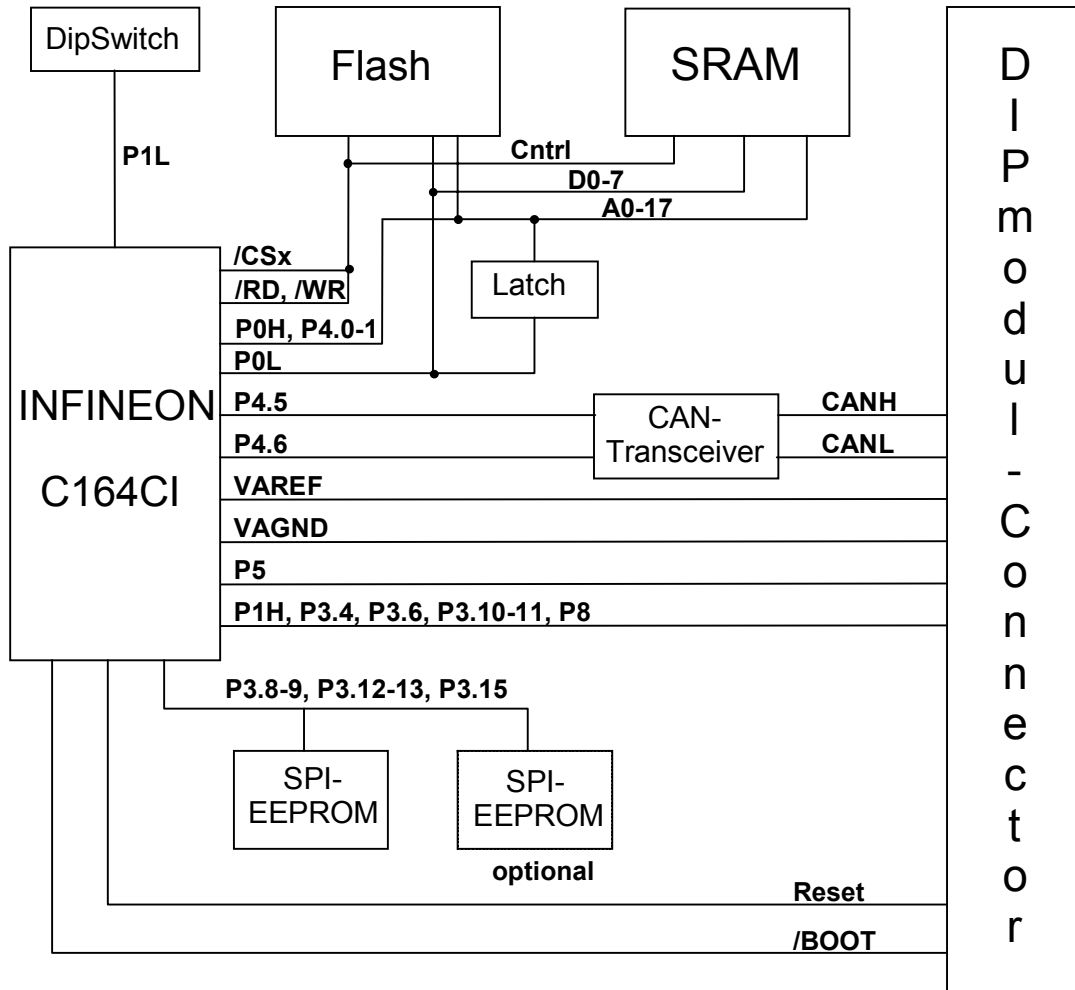 DipSwitch
Flash
SRAM
P1L
Cntrl
D0-7
A0-17
/CSx
/RD, /WR
Latch
P0H, P4.0-1
P0L
INFINEON
C164CI
P4.5
P4.6
CAN-
Transceiver
CANH
CANL
VAREF
VAGND
P5
P1H, P3.4, P3.6, P3.10-11, P8
P3.8-9, P3.12-13, P3.15
SPI-
EEPROM
SPI-
EEPROM
optional
Reset
/BOOT
DIPmodul-Connector